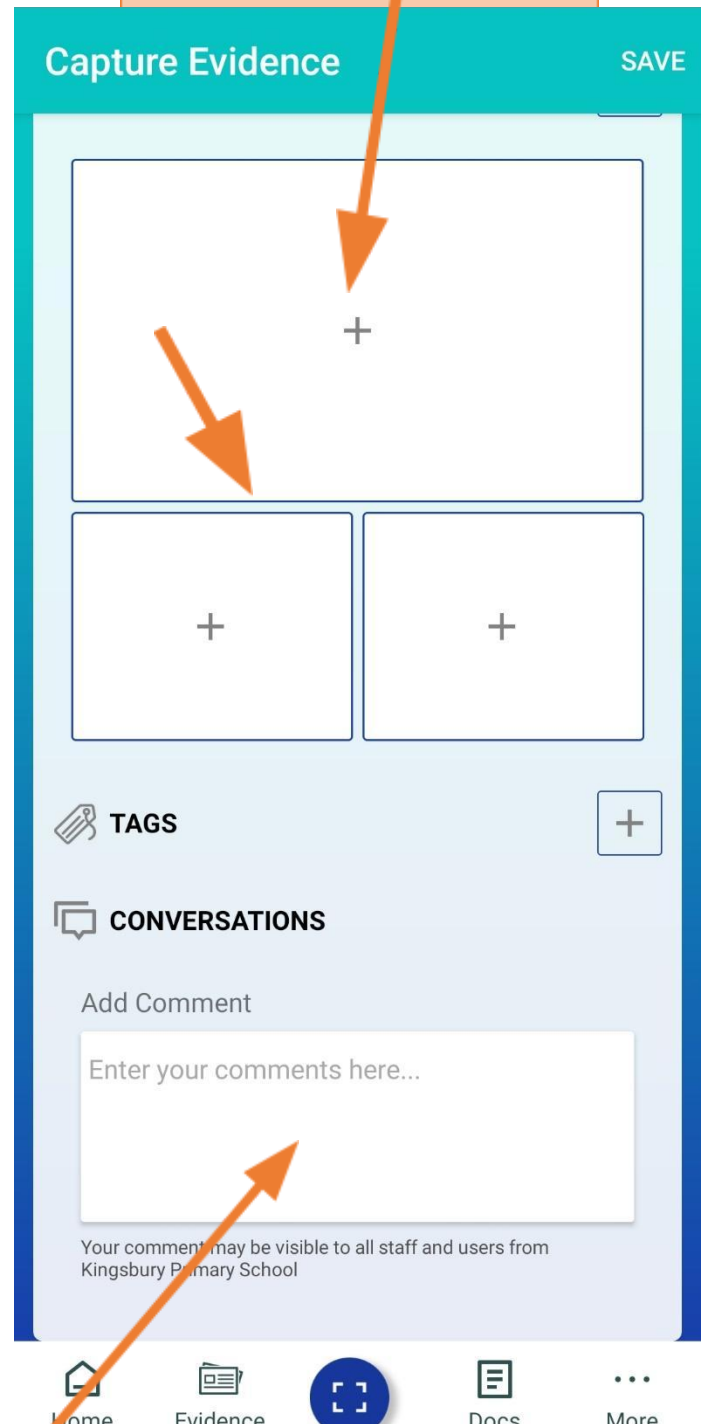 Capture Evidence
SAVE
+
+
+
TAGS
+
CONVERSATIONS
Add Comment
Enter your comments here...
Your comment may be visible to all staff and users from
Kingsbury Primary School
Home
Evidence
Docs
More